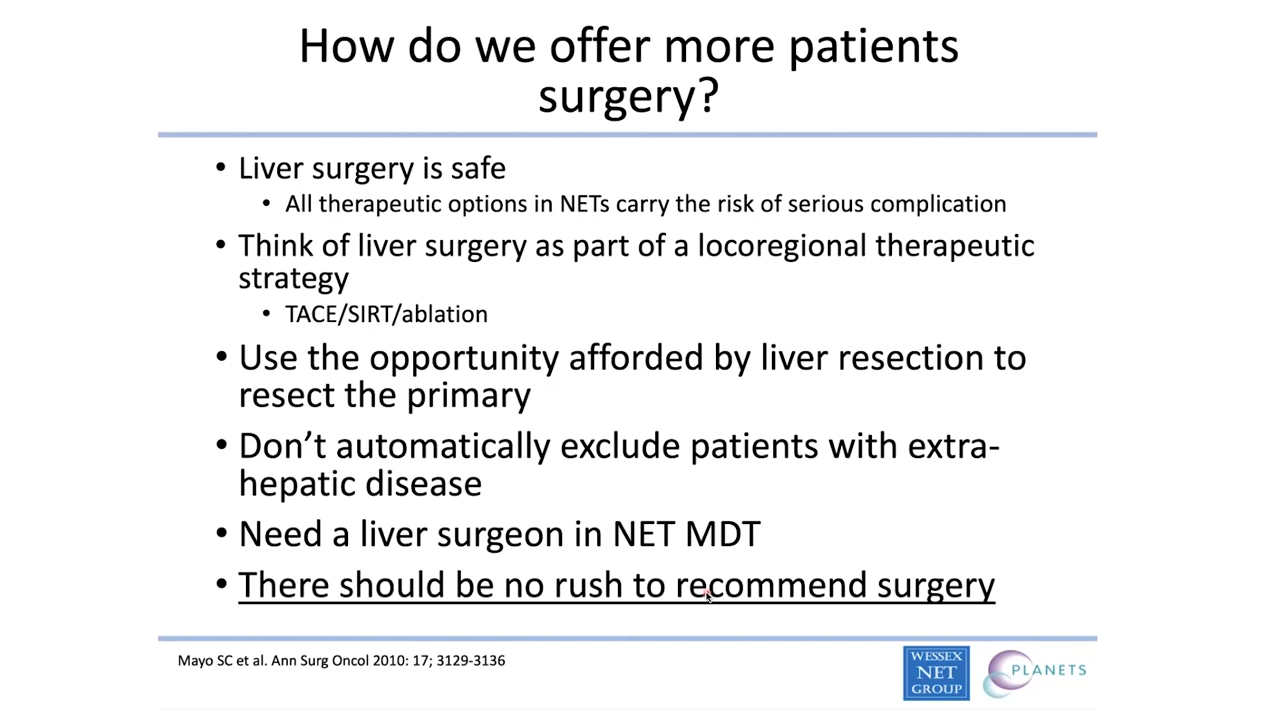 How do we offer more patients
surgery?
• Liver surgery is safe
• All therapeutic options in NETs carry the risk of serious complication
• Think of liver surgery as part of a locoregional therapeutic
strategy
• TACE/SIRT/ablation
• Use the opportunity afforded by liver resection to
resect the primary
• Don’t automatically exclude patients with extra-
hepatic disease
• Need a liver surgeon in NET MDT
• There should be no rush to recommend surgery
Mayo SC et al. Ann Surg Oncol 2010: 17; 3129-3136
WESSEX
NET
GROUP
PLANETS